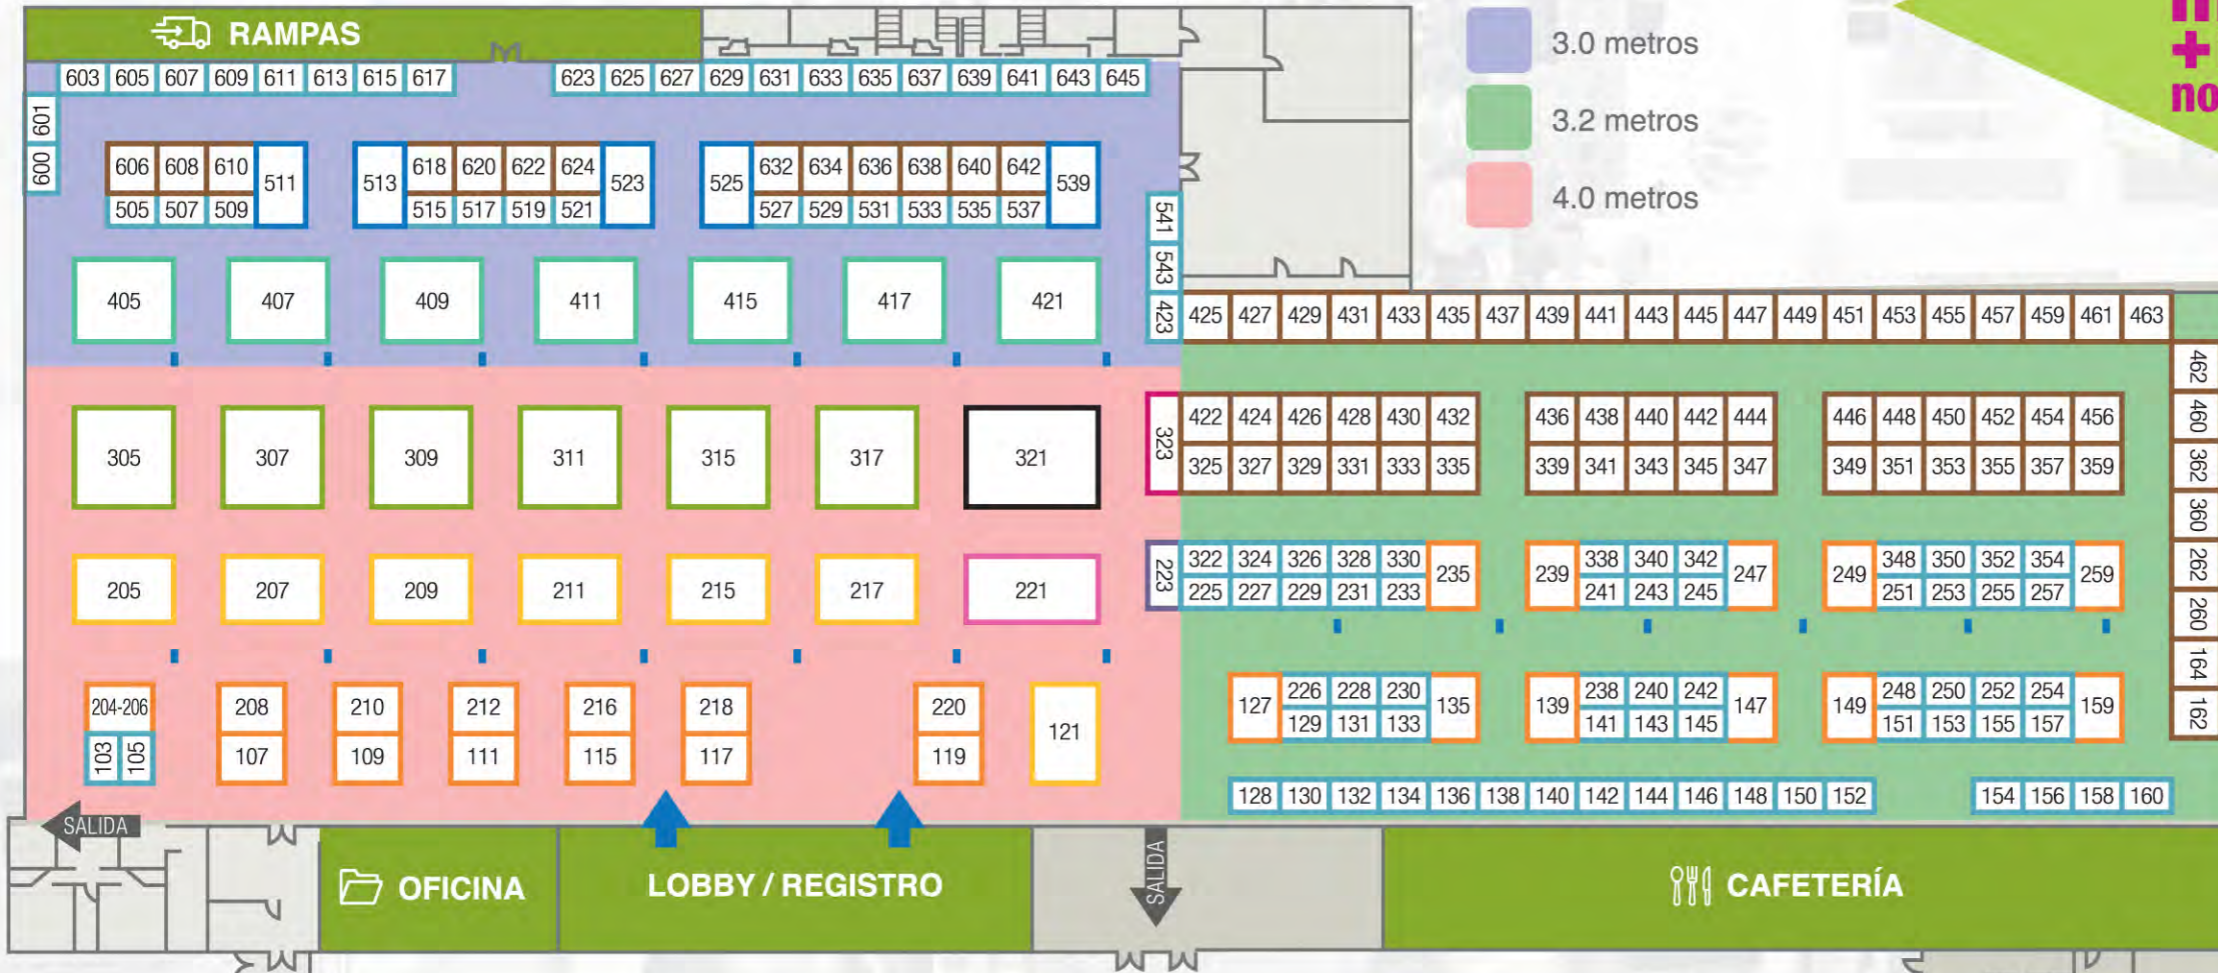 RAMPAS
3.0 metros
3.2 metros
4.0 metros
+
no
603 605 607 609 611 613 615 617 623 625 627 629 631 633 635 637 639 641 643 645
601
600
606 608 610 511 513 618 620 622 624 523 525 632 634 636 638 640 642 539
505 507 509 515 517 519 521 527 529 531 533 535 537
541
543
423
405 407 409 411 415 417 421
425 427 429 431 433 435 437 439 441 443 445 447 449 451 453 455 457 459 461 463
462
460
362
360
262
260
164
162
305 307 309 311 315 317 321 323
422 424 426 428 430 432 436 438 440 442 444 446 448 450 452 454 456
325 327 329 331 333 335 339 341 343 345 347 349 351 353 355 357 359
205 207 209 211 215 217 221 223
322 324 326 328 330 235 239 338 340 342 247 249 348 350 352 354 259
225 227 229 231 233 241 243 245 251 253 255 257
204-206 208 210 212 216 218 220 121
103 105 107 109 111 115 117 119
127 226 228 230 135 139 238 240 242 147 149 248 250 252 254 159
129 131 133 141 143 145 151 153 155 157
128 130 132 134 136 138 140 142 144 146 148 150 152 154 156 158 160
SALIDA
OFICINA
LOBBY / REGISTRO
SALIDA
CAFETERÍA